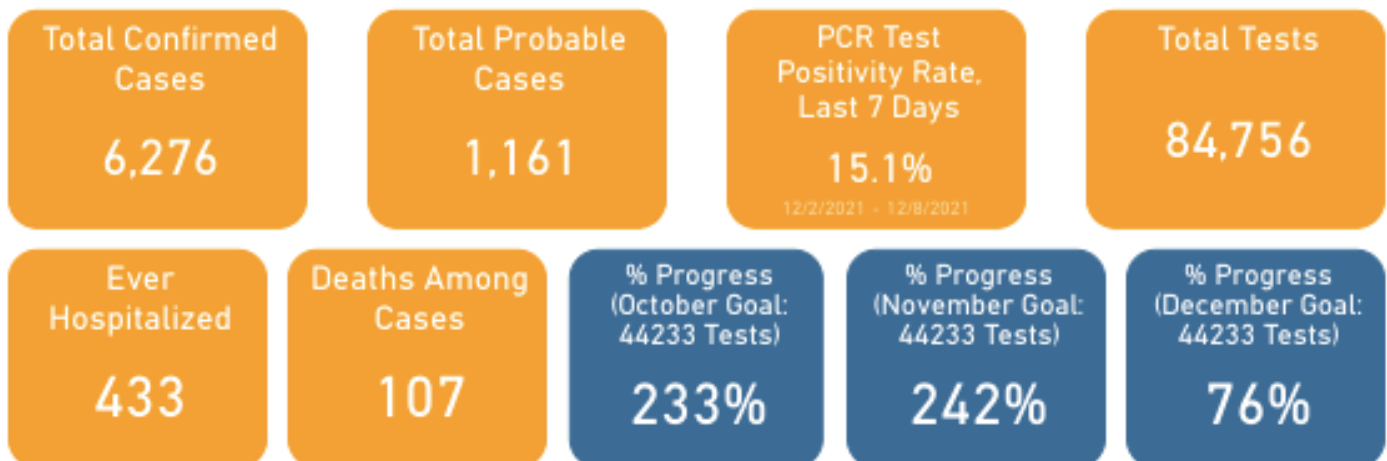 Total Confirmed
Cases
6,276
Total Probable
Cases
1,161
PCR Test
Positivity Rate,
Last 7 Days
15.1%
12/2/2021 - 12/8/2021
Total Tests
84,756
Ever
Hospitalized
433
Deaths Among
Cases
107
% Progress
(October Goal:
44233 Tests)
233%
% Progress
(November Goal:
44233 Tests)
242%
% Progress
(December Goal:
44233 Tests)
76%